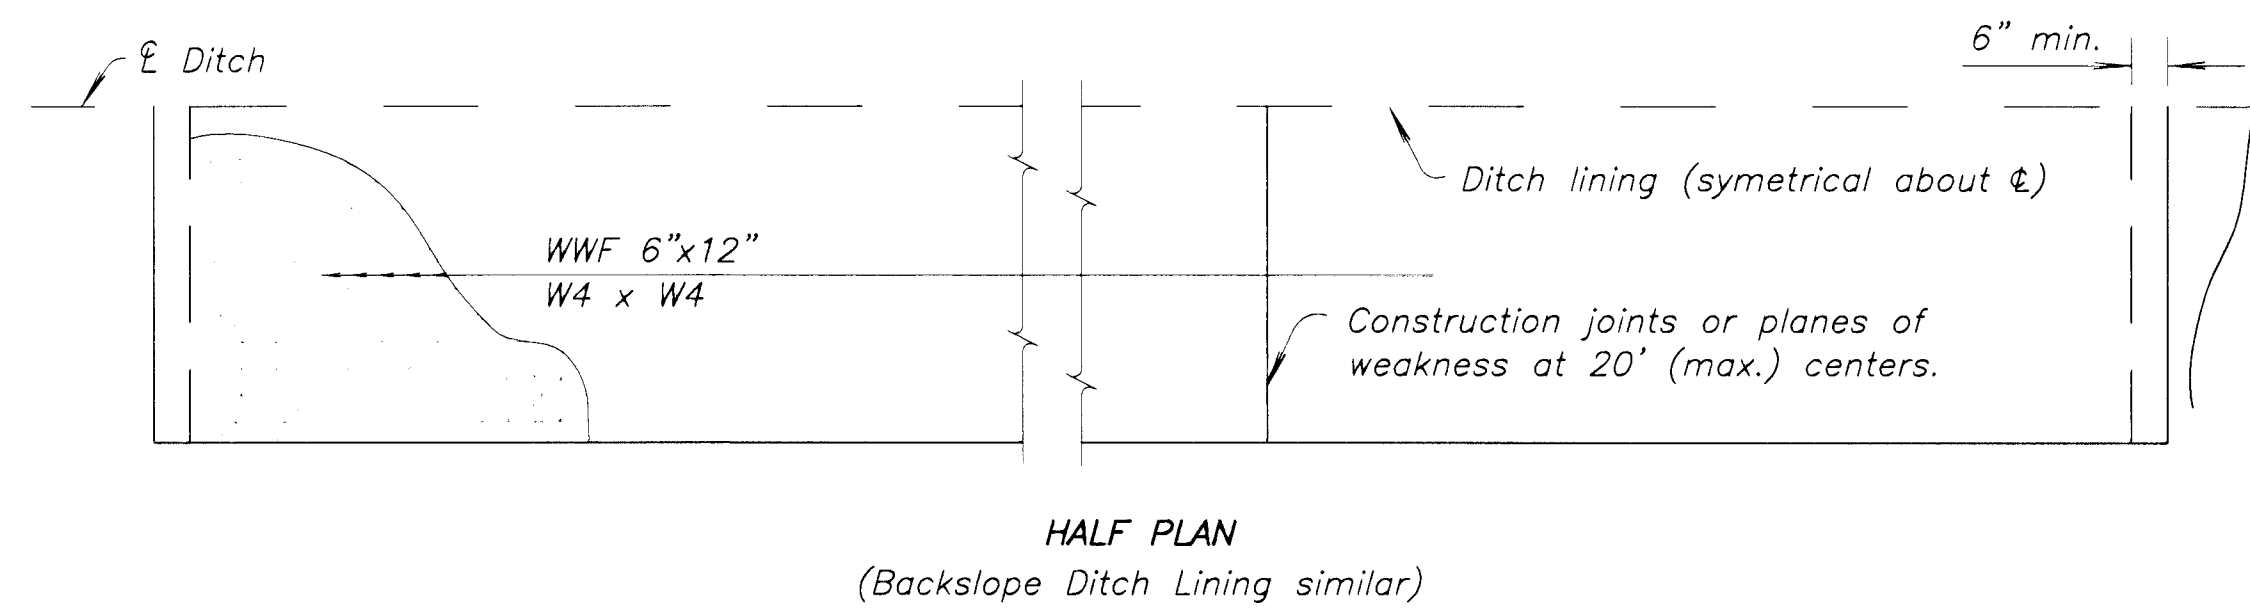 ℄ Ditch
6" min.
Ditch lining (symetrical about ℄)
WWF 6"x12"
W4 x W4
Construction joints or planes of
weakness at 20' (max.) centers.
HALF PLAN
(Backslope Ditch Lining similar)